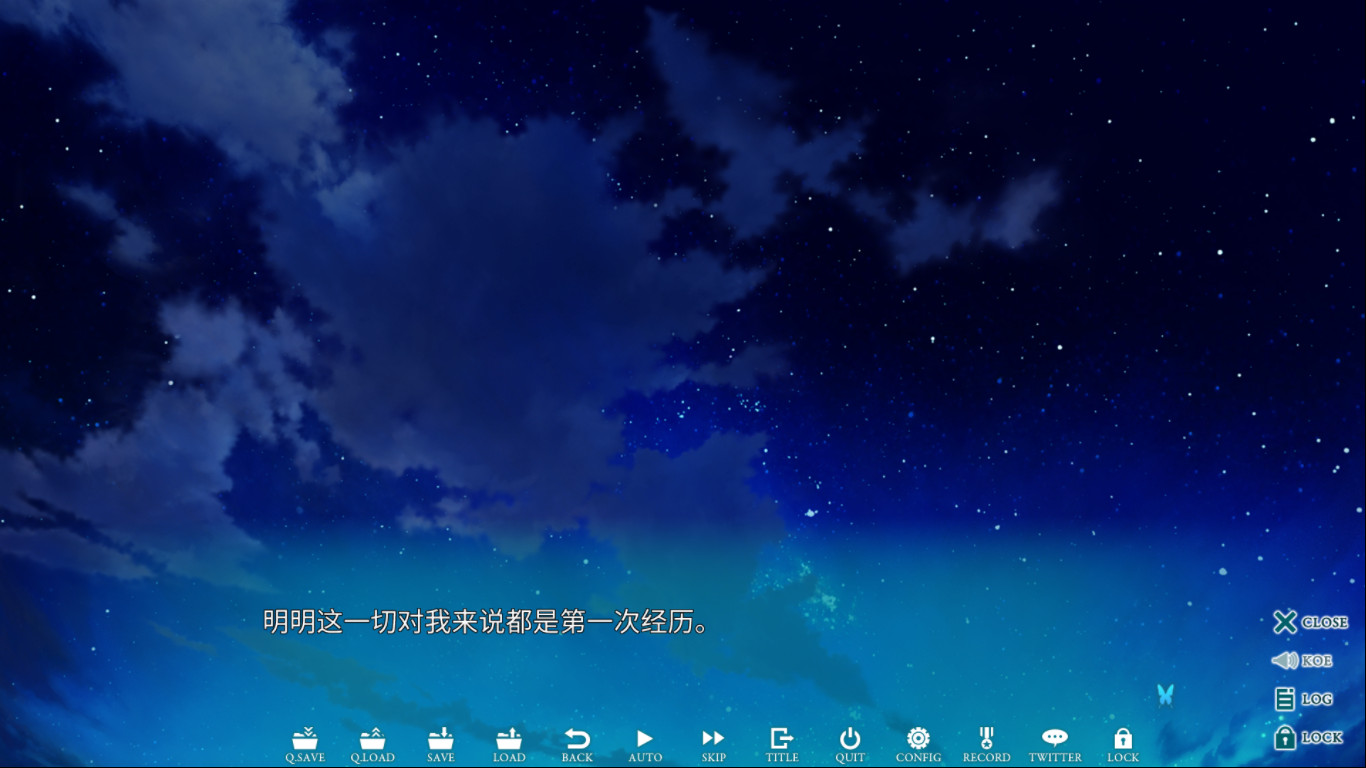 明明这一切对我来说都是第一次经历。
CLOSE
KOE
LOG
LOCK
Q.SAVE Q.LOAD SAVE LOAD BACK AUTO SKIP TITLE QUIT CONFIG RECORD TWITTER LOCK